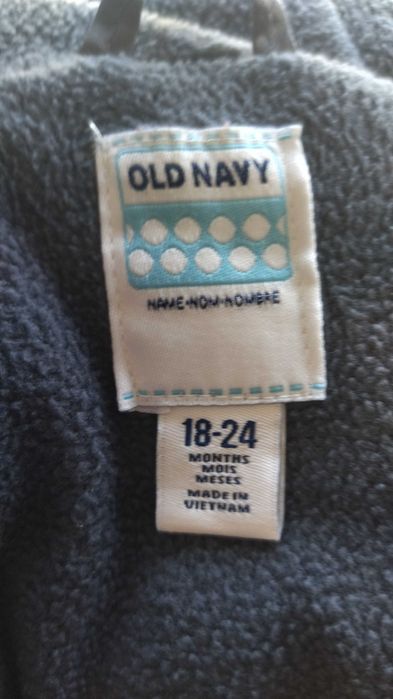 OLD NAVY
NAME•NOM•NOMBRE
18-24
MONTHS
MOIS
MESES
MADE IN
VIETNAM